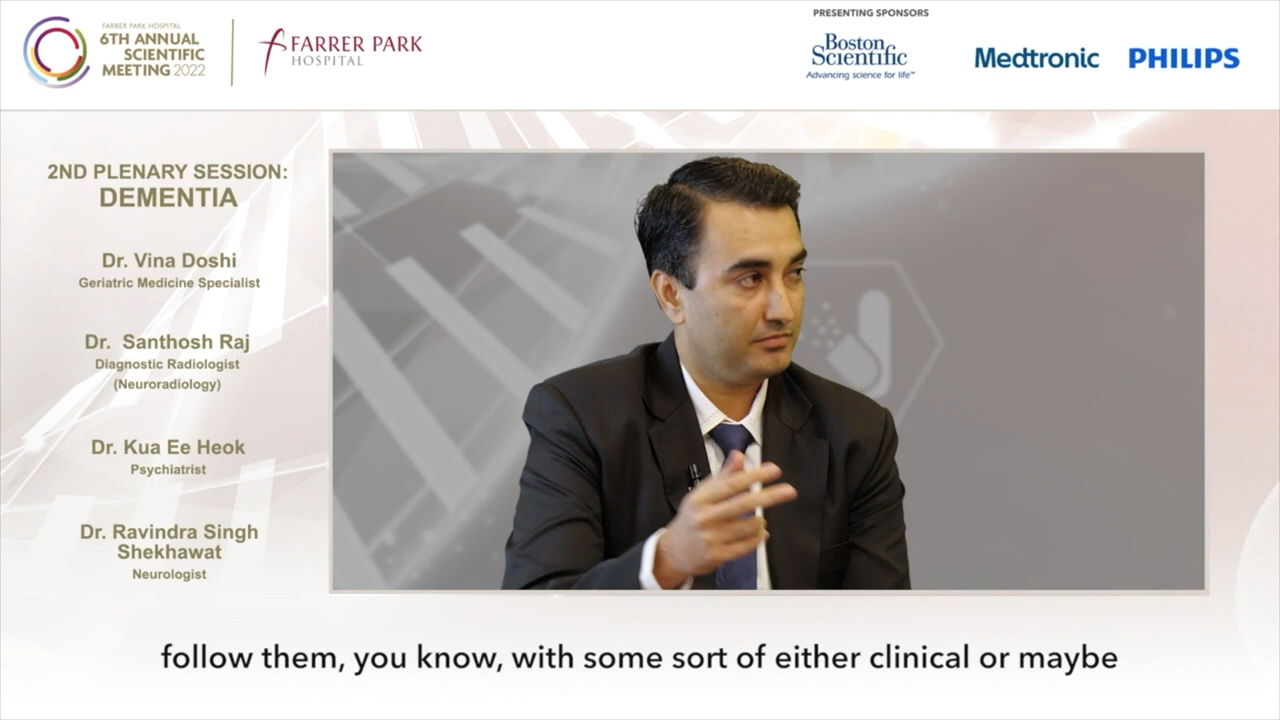 FARRER PARK HOSPITAL
6TH ANNUAL
SCIENTIFIC
MEETING 2022
FARRER PARK
HOSPITAL
PRESENTING SPONSORS
Boston
Scientific
Advancing science for life™
Medtronic
PHILIPS
2ND PLENARY SESSION:
DEMENTIA
Dr. Vina Doshi
Geriatric Medicine Specialist
Dr. Santhosh Raj
Diagnostic Radiologist
(Neuroradiology)
Dr. Kua Ee Heok
Psychiatrist
Dr. Ravindra Singh
Shekhawat
Neurologist
follow them, you know, with some sort of either clinical or maybe